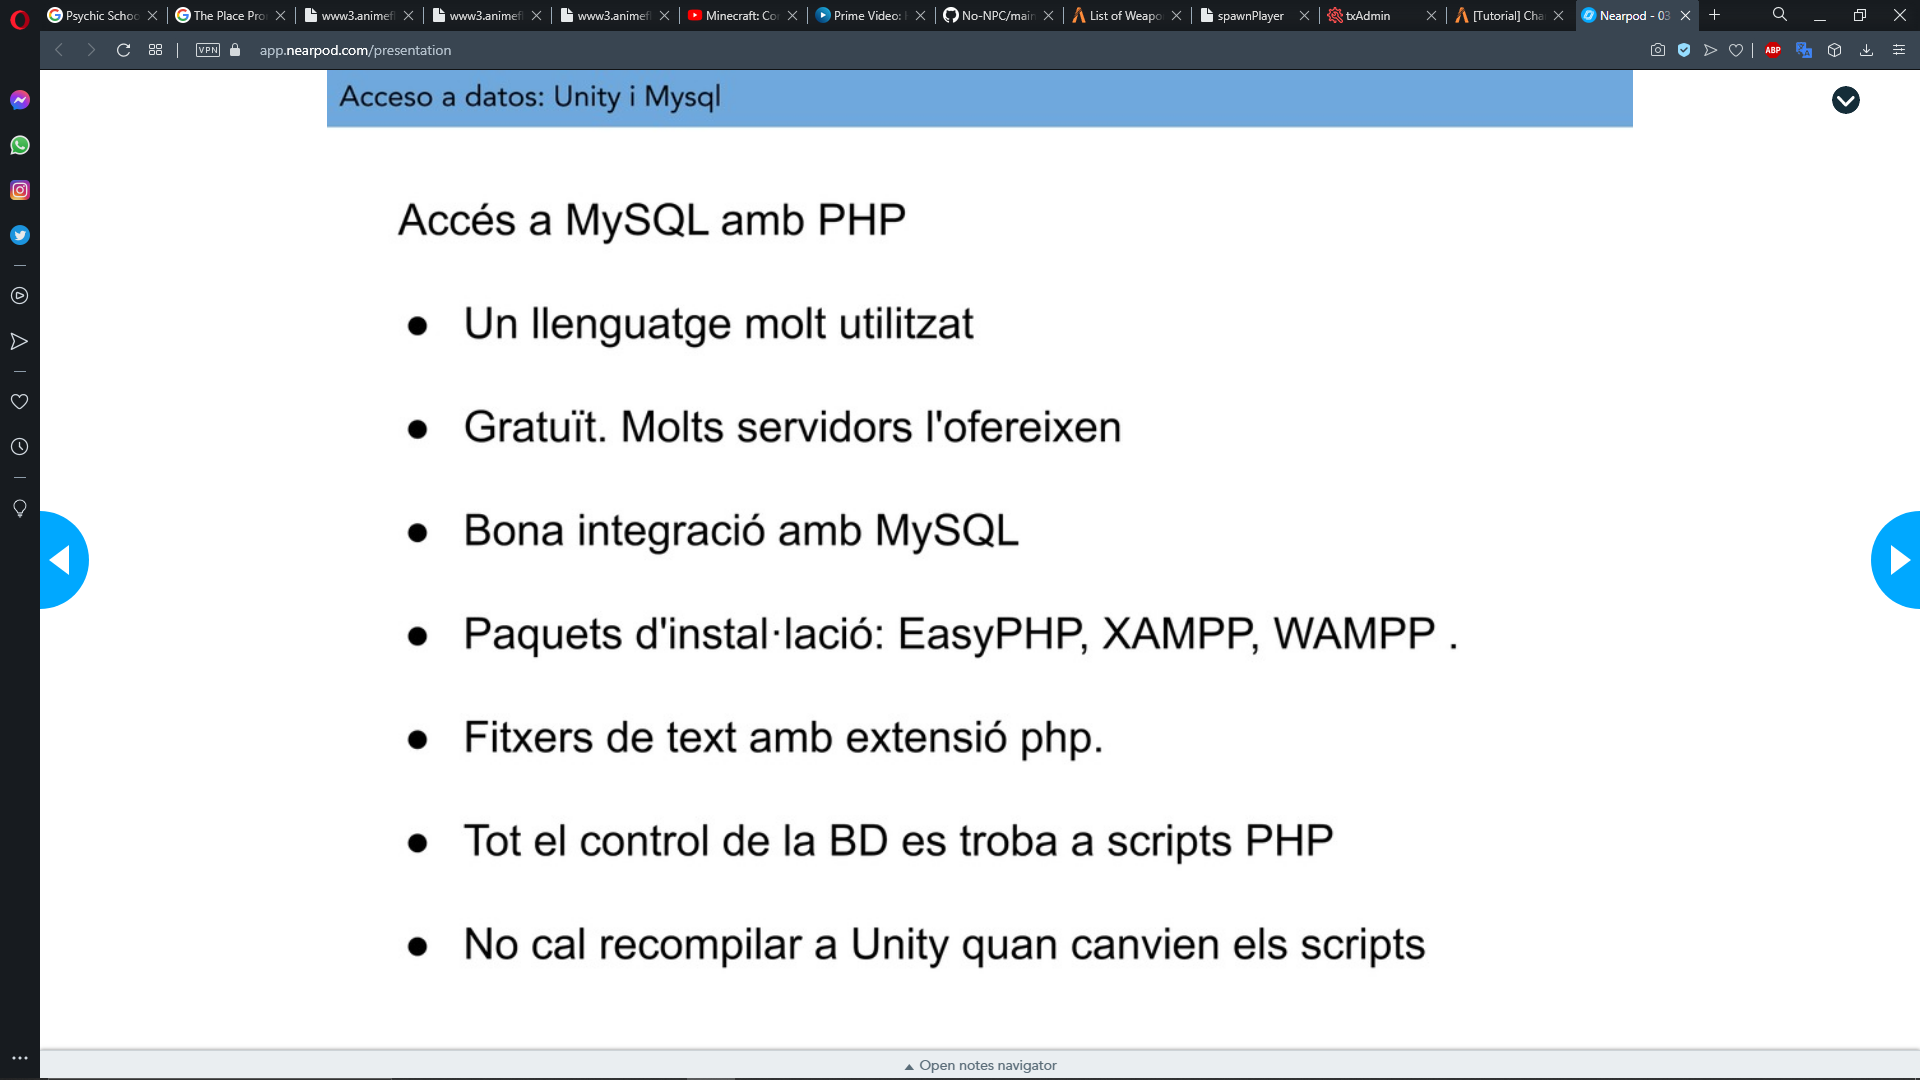 Psychic Schoo
The Place Pro
www3.animefl
www3.animefl
www3.animefl
Minecraft: Co
Prime Video:
No-NPC/mai
List of Weapo
spawnPlayer
txAdmin
[Tutorial] Cha
Nearpod - 03
VPN
app.nearpod.com/presentation
ABP
Acceso a datos: Unity i Mysql
Accés a MySQL amb PHP
● Un llenguatge molt utilitzat
● Gratuït. Molts servidors l'ofereixen
● Bona integració amb MySQL
● Paquets d'instal·lació: EasyPHP, XAMPP, WAMPP .
● Fitxers de text amb extensió php.
● Tot el control de la BD es troba a scripts PHP
● No cal recompilar a Unity quan canvien els scripts
Open notes navigator